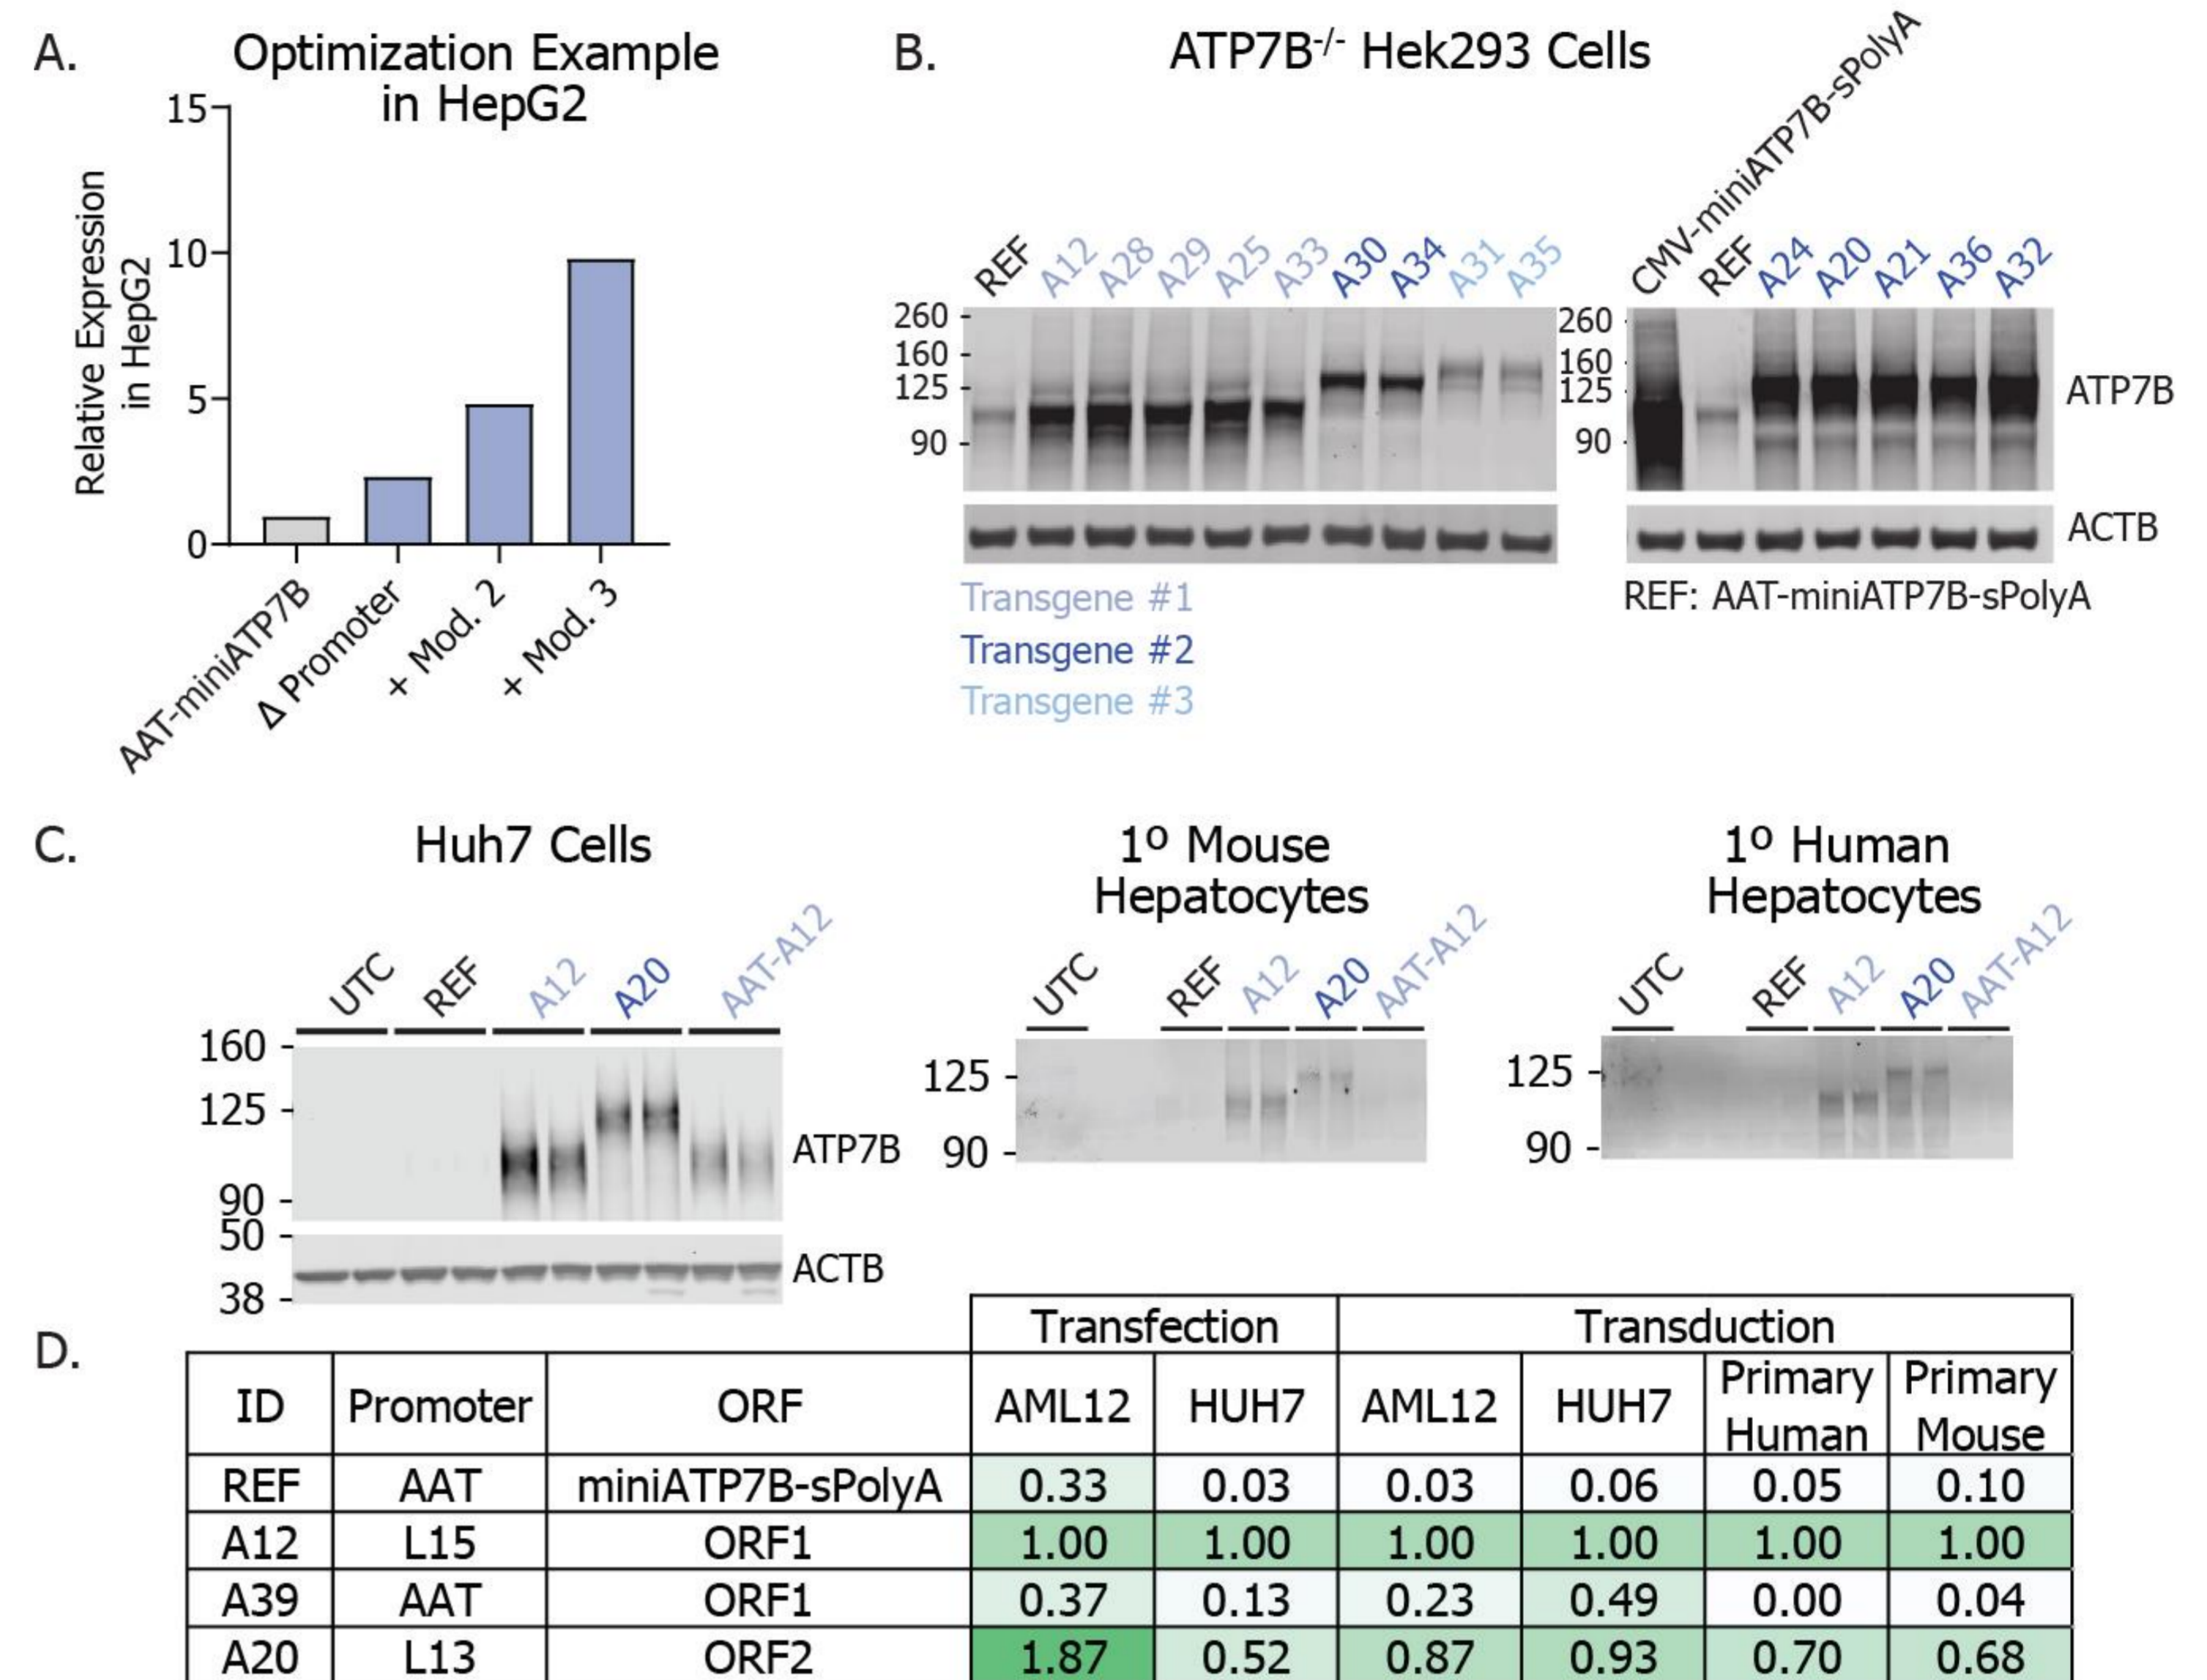 A.
Optimization Example
in HepG2
Relative Expression
in HepG2
15
10
5
0
AAT-miniATP7B
Δ Promoter
+ Mod. 2
+ Mod. 3
B.
ATP7B-/- Hek293 Cells
REF
A12
A28
A29
A25
A33
A30
A34
A31
A35
260
160
125
90
CMV-miniATP7B-sPolyA
REF
A24
A20
A21
A36
A32
260
160
125
90
ATP7B
ACTB
Transgene #1
Transgene #2
Transgene #3
REF: AAT-miniATP7B-sPolyA
C.
Huh7 Cells
UTC
REF
A12
A20
AAT-A12
160
125
90
50
38
ATP7B
ACTB
1º Mouse
Hepatocytes
UTC
REF
A12
A20
AAT-A12
125
90
1º Human
Hepatocytes
UTC
REF
A12
A20
AAT-A12
125
90
D.
Transfection Transduction
ID Promoter ORF AML12 HUH7 AML12 HUH7 Primary Human Primary Mouse
REF AAT miniATP7B-sPolyA 0.33 0.03 0.03 0.06 0.05 0.10
A12 L15 ORF1 1.00 1.00 1.00 1.00 1.00 1.00
A39 AAT ORF1 0.37 0.13 0.23 0.49 0.00 0.04
A20 L13 ORF2 1.87 0.52 0.87 0.93 0.70 0.68